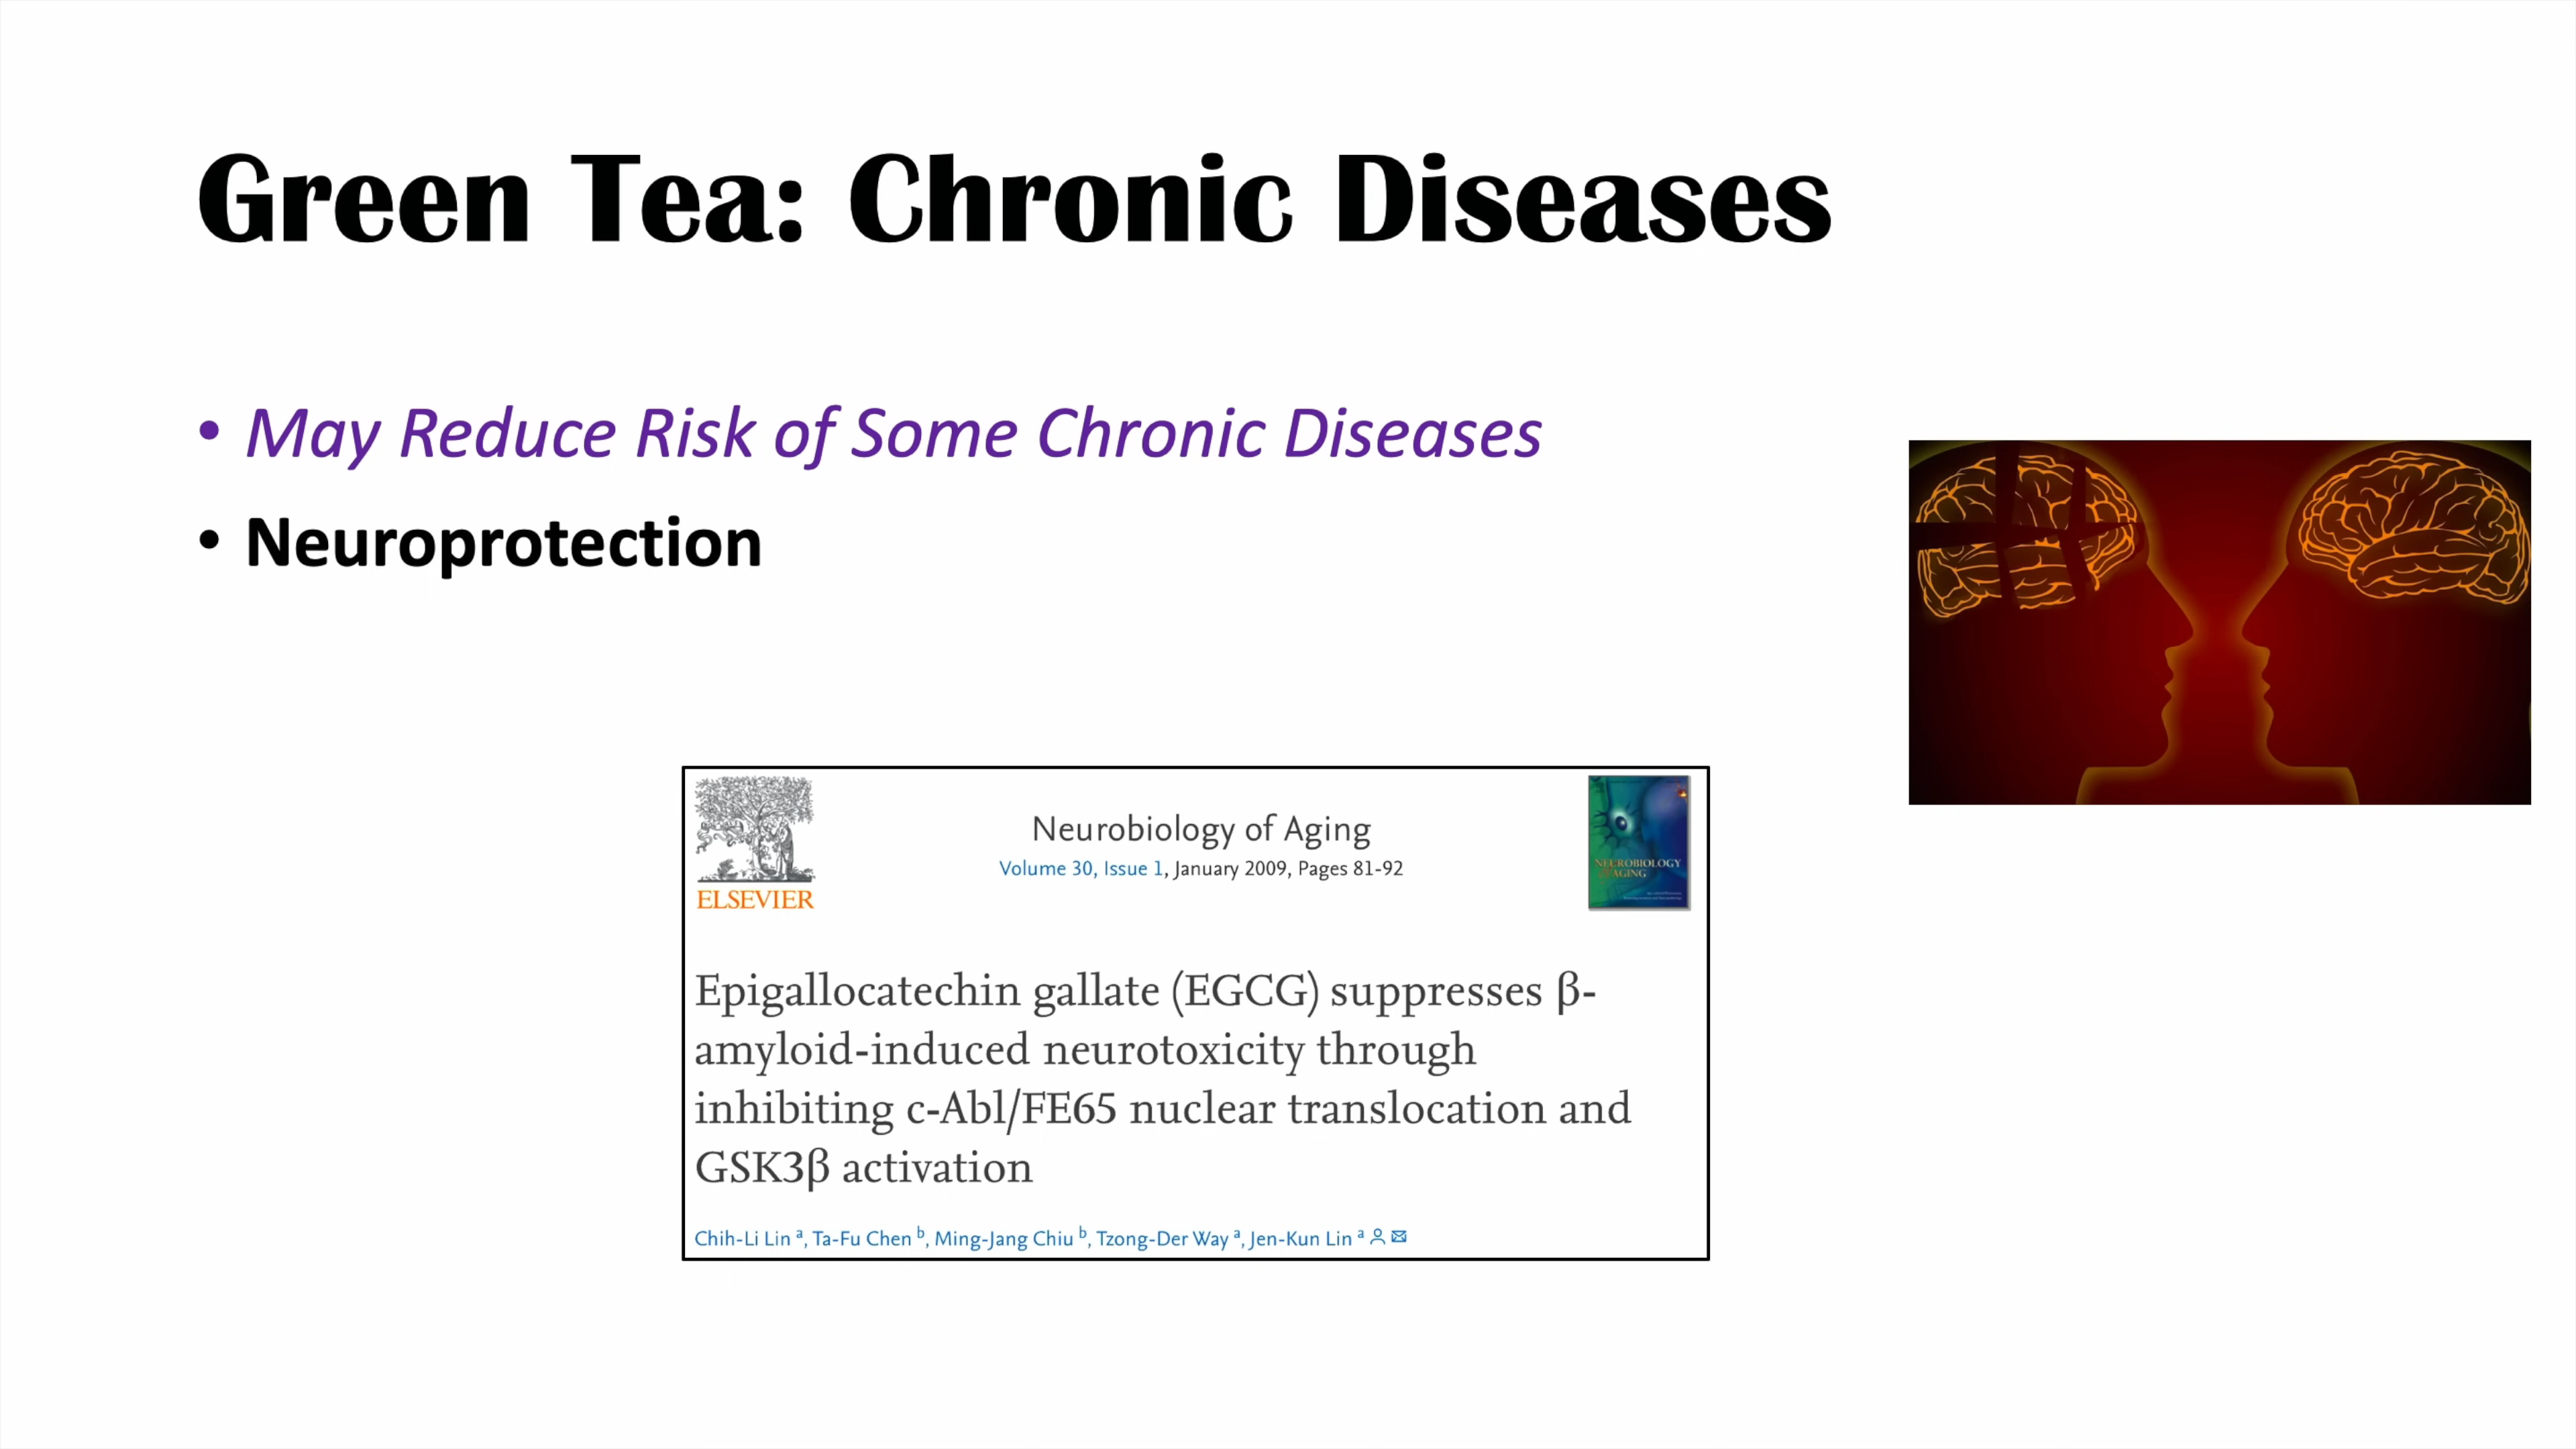 Green Tea: Chronic Diseases
• May Reduce Risk of Some Chronic Diseases
• Neuroprotection
ELSEVIER
Neurobiology of Aging
Volume 30, Issue 1, January 2009, Pages 81-92
NEUROBIOLOGY
AGING
Epigallocatechin gallate (EGCG) suppresses β-
amyloid-induced neurotoxicity through
inhibiting c-Abl/FE65 nuclear translocation and
GSK3β activation
Chih-Li Lin a, Ta-Fu Chen b, Ming-Jang Chiu b, Tzong-Der Way a, Jen-Kun Lin a